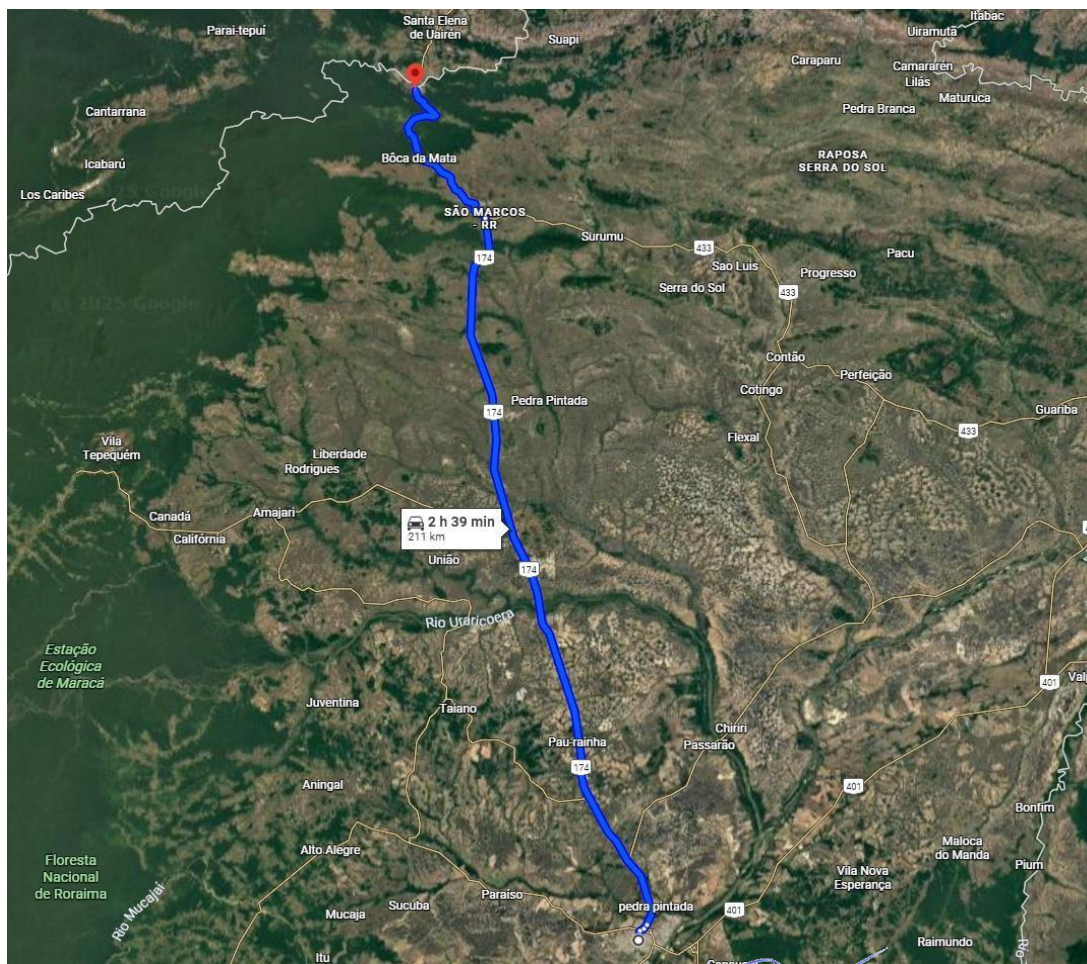 Santa Elena
de Uairén
Parai-tepuí
Suapi
Itabac
Uiramutã
Caraparu
Camararén
Lilás
Maturuca
Cantarrana
Pedra Branca
Icabarú
Bôca da Mata
RAPOSA
SERRA DO SOL
Los Caribes
SÃO MARCOS
- RR
Surumu
433
174
Sao Luis
Pacu
Progresso
Serra do Sol
433
Contão
Perfeição
Cotingo
Pedra Pintada
174
Guariba
433
Flexal
Vila
Tepequém
Liberdade
Rodrigues
Canadá
Amajari
Califórnia
2 h 39 min
211 km
União
174
Rio Uraricoera
Estação
Ecológica
de Maracá
401
Juventina
Taiano
Chiriri
Pau-rainha
Passarão
174
Aningal
401
Bonfim
Alto Alegre
Maloca
do Manda
Pium
Floresta
Nacional
de Roraima
Vila Nova
Esperança
Paraíso
Sucuba
pedra pintada
401
Mucaja
Rio Mucajaí
Raimundo
Itú